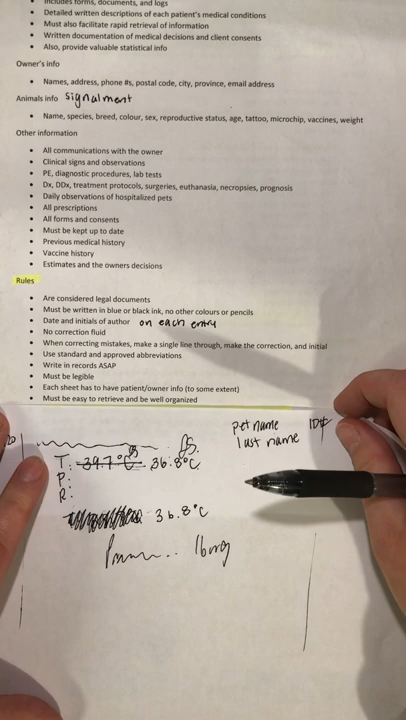 Includes forms, documents, and logs
• Detailed written descriptions of each patient's medical conditions
• Must also facilitate rapid retrieval of information
• Written documentation of medical decisions and client consents
• Also, provide valuable statistical info
Owner's info
• Names, address, phone #s, postal code, city, province, email address
Animals info signalment
• Name, species, breed, colour, sex, reproductive status, age, tattoo, microchip, vaccines, weight
Other information
• All communications with the owner
• Clinical signs and observations
• PE, diagnostic procedures, lab tests
• Dx, DDx, treatment protocols, surgeries, euthanasia, necropsies, prognosis
• Daily observations of hospitalized pets
• All prescriptions
• All forms and consents
• Must be kept up to date
• Previous medical history
• Vaccine history
• Estimates and the owners decisions
Rules
• Are considered legal documents
• Must be written in blue or black ink, no other colours or pencils
• Date and initials of author on each entry
• No correction fluid
• When correcting mistakes, make a single line through, make the correction, and initial
• Use standard and approved abbreviations
• Write in records ASAP
• Must be legible
• Each sheet has to have patient/owner info (to some extent)
• Must be easy to retrieve and be well organized
pet name ID#
last name
T: 39.7°C 36.8°C
P:
R:
36.8°C